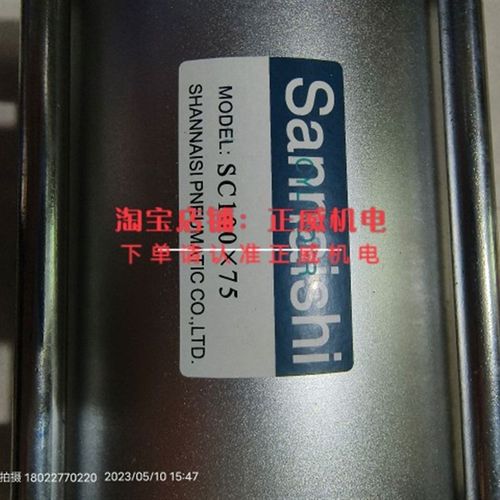 Sannaishi
MODEL: SC100×75
SHANNAISI PNEUMATIC CO.,LTD.
淘宝店铺：正威机电
下单请认准正威机电
拍摄 18022770220 2023/05/10 15:47